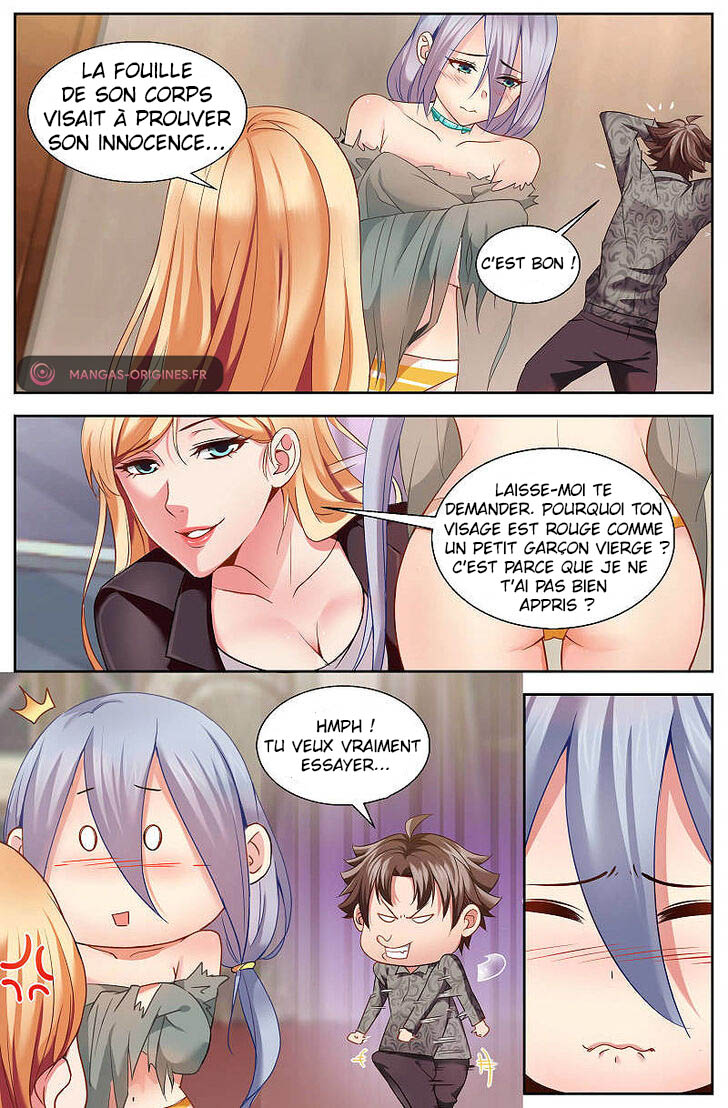 LA FOUILLE
DE SON CORPS
VISAIT À PROUVER
SON INNOCENCE...
C'EST BON !
MANGAS-ORIGINES.FR
LAISSE-MOI TE
DEMANDER. POURQUOI TON
VISAGE EST ROUGE COMME
UN PETIT GARÇON VIERGE ?
C'EST PARCE QUE JE NE
T'AI PAS BIEN
APPRIS ?
HMPH !
TU VEUX VRAIMENT
ESSAYER...